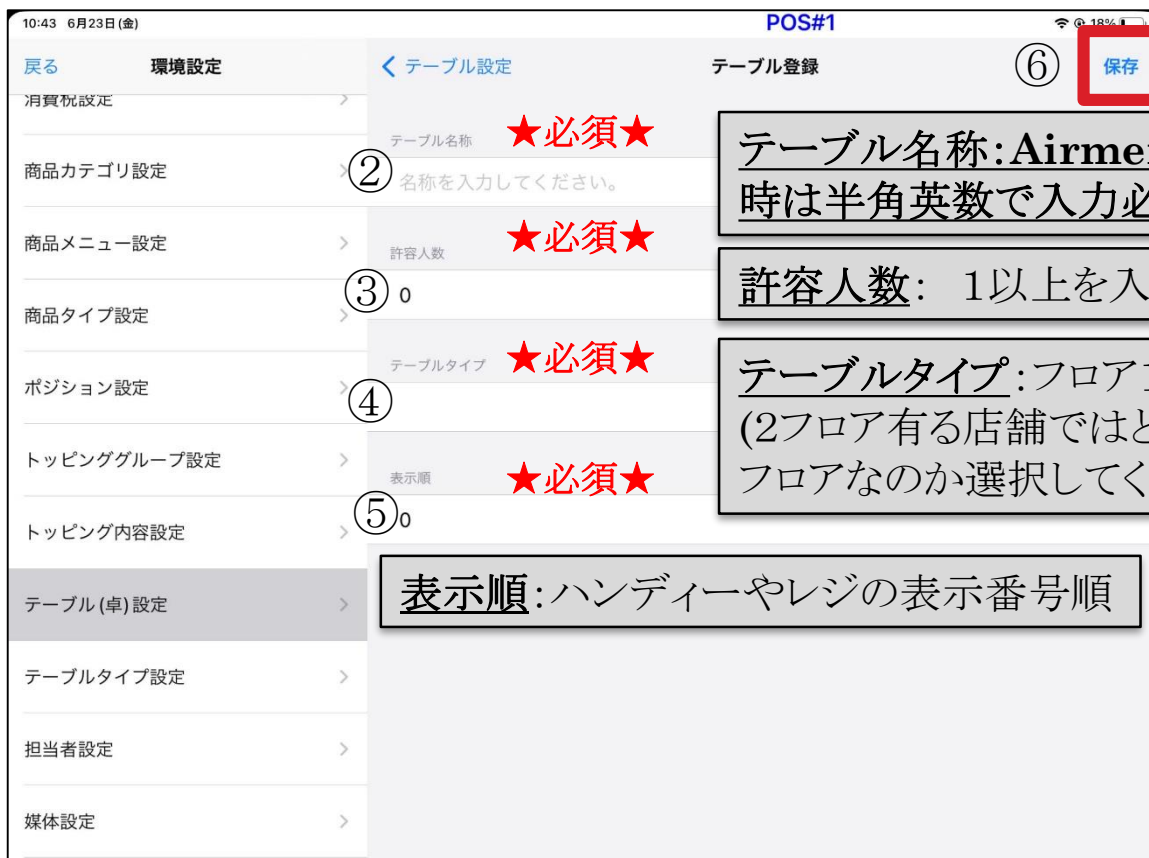 10:43 6月23日(金)
POS#1
18%
戻る
環境設定
テーブル設定
テーブル登録
⑥
保存
消費税設定
商品カテゴリ設定
商品メニュー設定
商品タイプ設定
ポジション設定
トッピンググループ設定
トッピング内容設定
テーブル(卓)設定
テーブルタイプ設定
担当者設定
媒体設定
テーブル名称 ★必須★
② 名称を入力してください。
テーブル名称:Airme
時は半角英数で入力必
許容人数 ★必須★
③ 0
許容人数: 1以上を入
テーブルタイプ ★必須★
④
テーブルタイプ:フロア1
(2フロア有る店舗ではど
フロアなのか選択してく
表示順 ★必須★
⑤ 0
表示順:ハンディーやレジの表示番号順